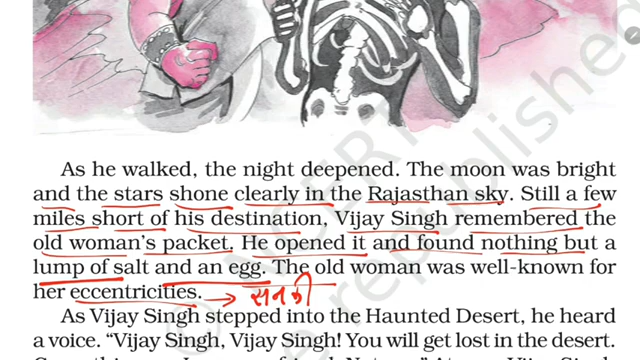 As he walked, the night deepened. The moon was bright
and the stars shone clearly in the Rajasthan sky. Still a few
miles short of his destination, Vijay Singh remembered the
old woman's packet. He opened it and found nothing but a
lump of salt and an egg. The old woman was well-known for
her eccentricities. → सनकी
As Vijay Singh stepped into the Haunted Desert, he heard
a voice. "Vijay Singh, Vijay Singh! You will get lost in the desert.